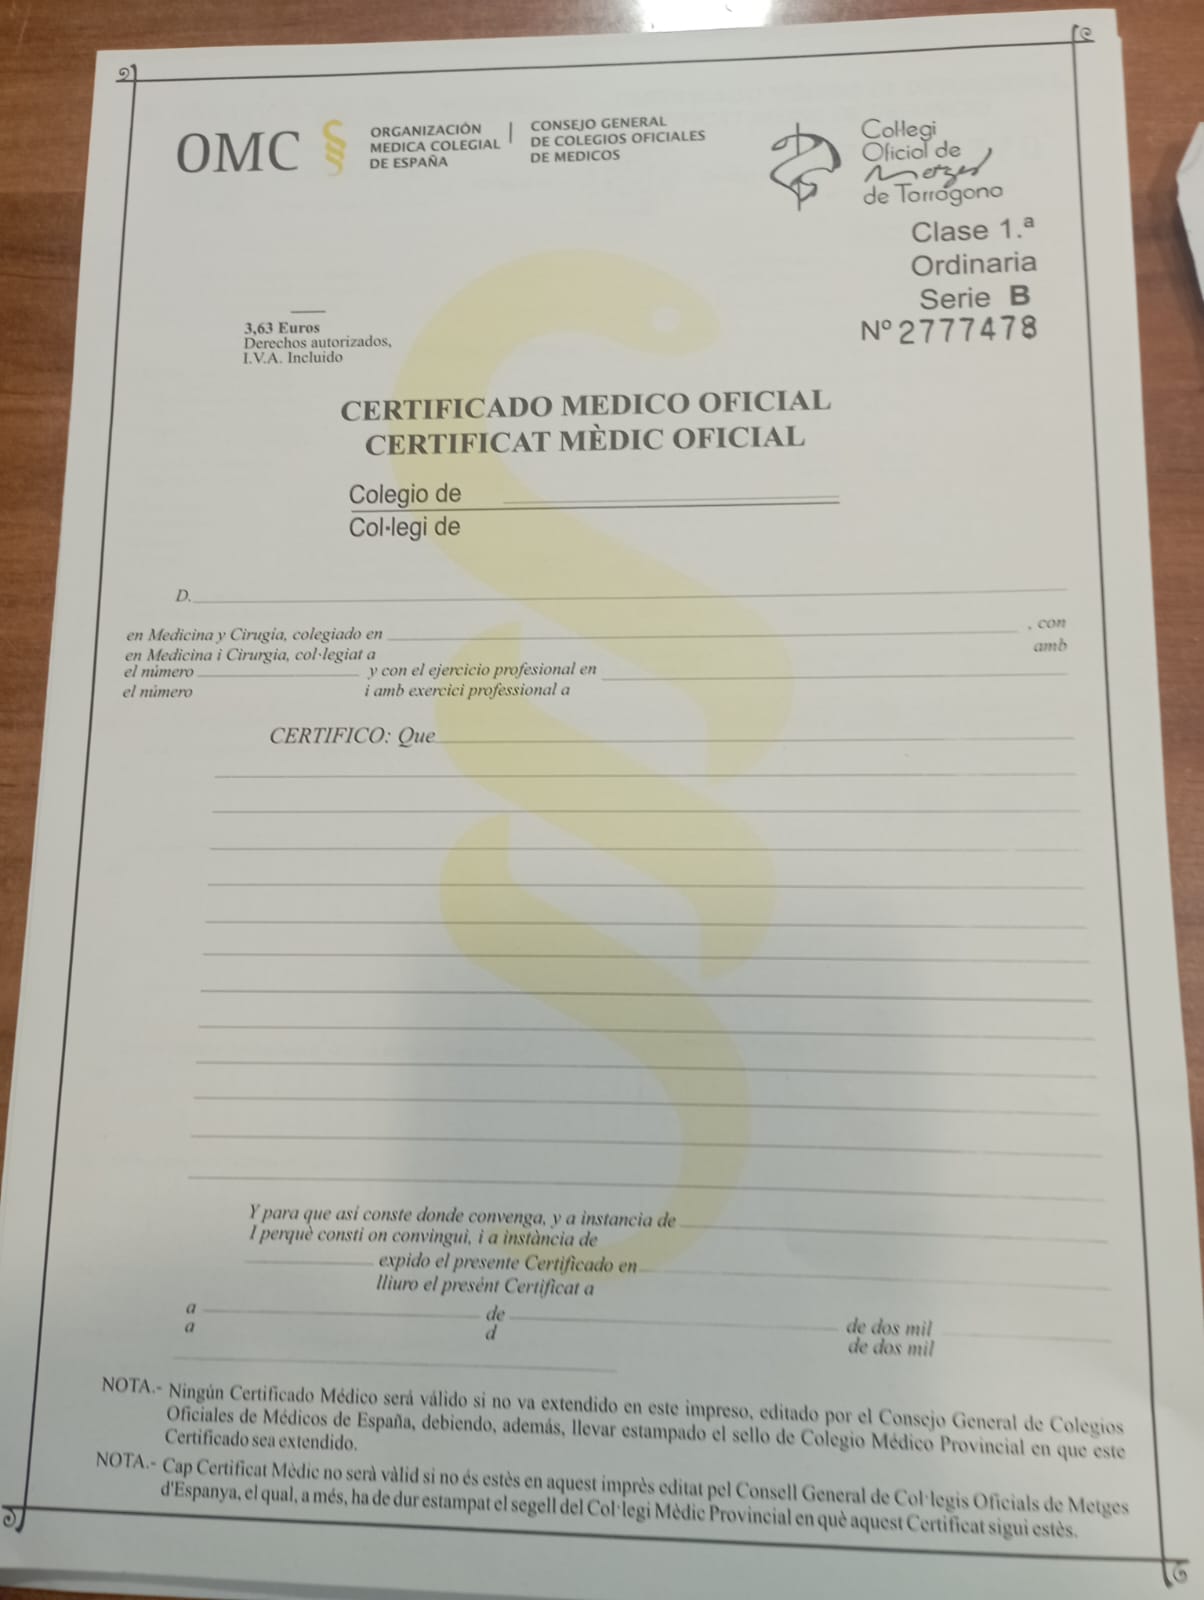 OMC
ORGANIZACIÓN
MEDICA COLEGIAL
DE ESPAÑA
CONSEJO GENERAL
DE COLEGIOS OFICIALES
DE MEDICOS
Col·legi
Oficial de
Metges
de Tarragona
Clase 1.ª
Ordinaria
Serie B
Nº 2777478
3,63 Euros
Derechos autorizados,
I.V.A. Incluido
CERTIFICADO MEDICO OFICIAL
CERTIFICAT MÈDIC OFICIAL
Colegio de
Col·legi de
D.
en Medicina y Cirugía, colegiado en , con
en Medicina i Cirurgia, col·legiat a amb
el número y con el ejercicio profesional en
el número i amb exercici professional a
CERTIFICO: Que
Y para que así conste donde convenga, y a instancia de
I perquè consti on convingui, i a instància de
expido el presente Certificado en
lliuro el presént Certificat a
a de de dos mil
a d de dos mil
NOTA.- Ningún Certificado Médico será válido si no va extendido en este impreso, editado por el Consejo General de Colegios
Oficiales de Médicos de España, debiendo, además, llevar estampado el sello de Colegio Médico Provincial en que este
Certificado sea extendido.
NOTA.- Cap Certificat Mèdic no serà vàlid si no és estès en aquest imprès editat pel Consell General de Col·legis Oficials de Metges
d'Espanya, el qual, a més, ha de dur estampat el segell del Col·legi Mèdic Provincial en què aquest Certificat sigui estès.